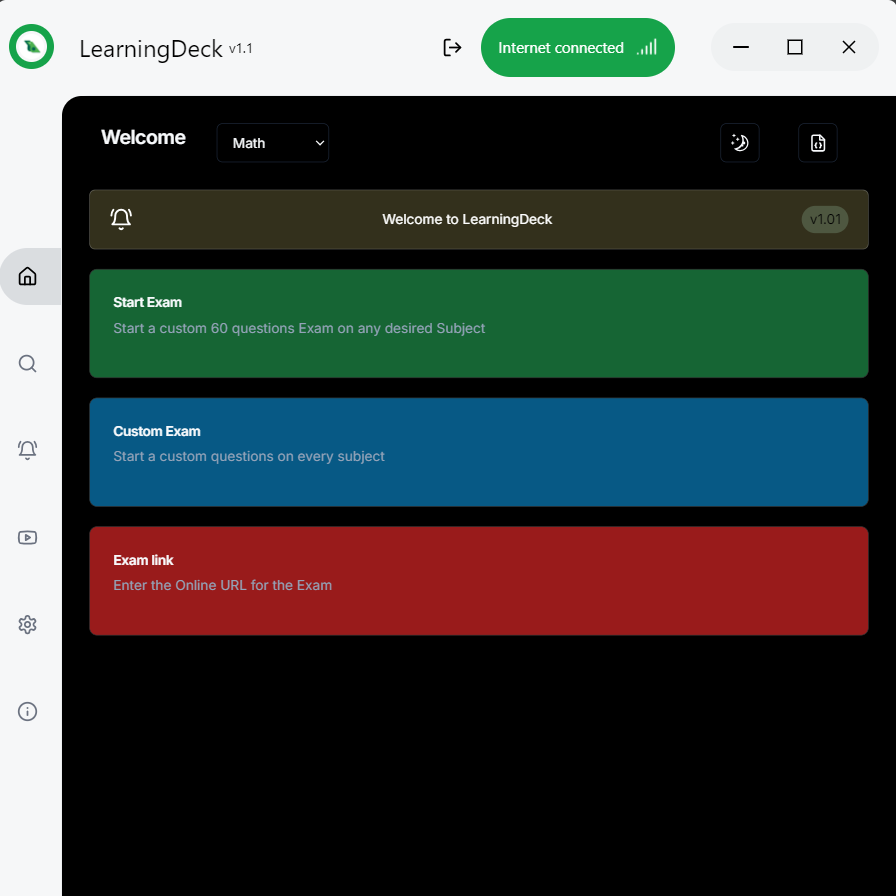 LearningDeck v1.1
Internet connected
Welcome
Math
Welcome to LearningDeck
v1.01
Start Exam
Start a custom 60 questions Exam on any desired Subject
Custom Exam
Start a custom questions on every subject
Exam link
Enter the Online URL for the Exam